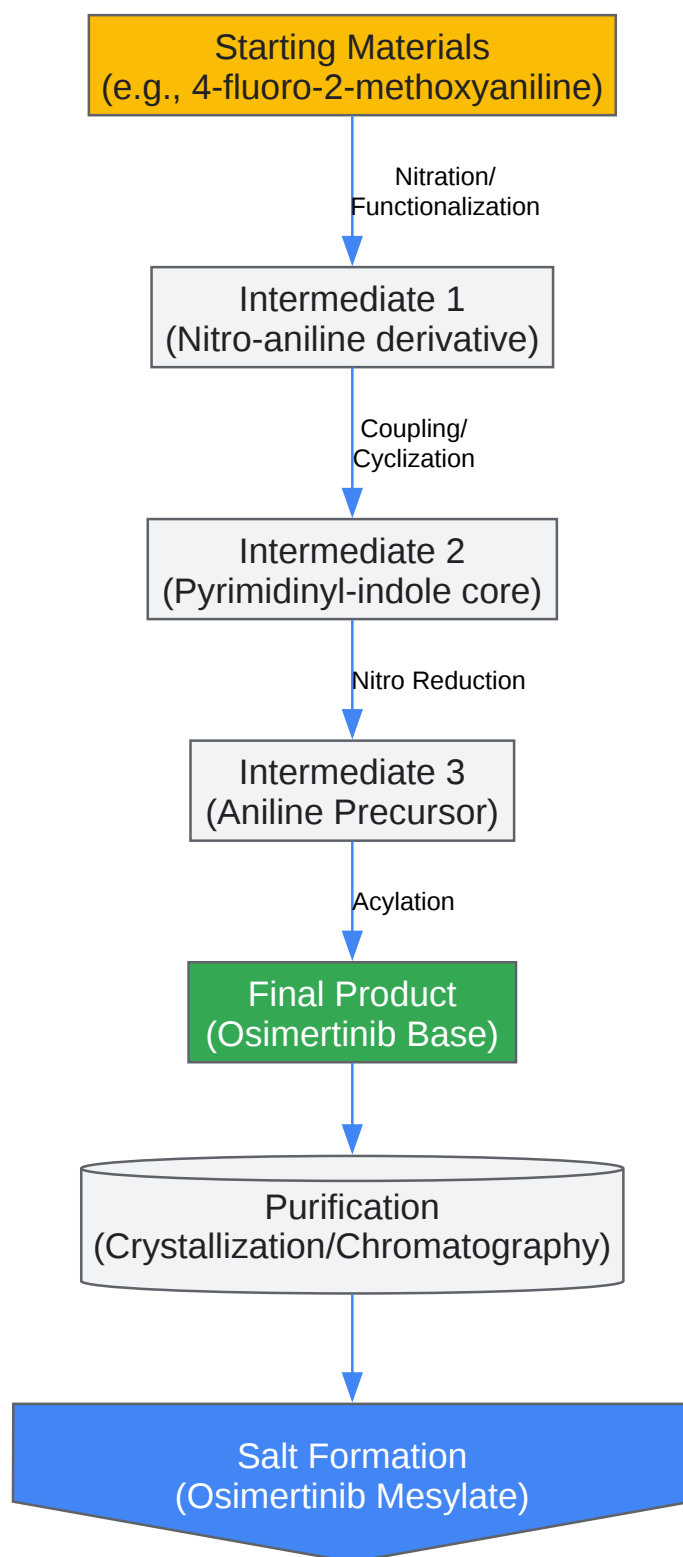 Starting Materials
(e.g., 4-fluoro-2-methoxyaniline)
Nitration/
Functionalization
Intermediate 1
(Nitro-aniline derivative)
Coupling/
Cyclization
Intermediate 2
(Pyrimidinyl-indole core)
Nitro Reduction
Intermediate 3
(Aniline Precursor)
Acylation
Final Product
(Osimertinib Base)
Purification
(Crystallization/Chromatography)
Salt Formation
(Osimertinib Mesylate)